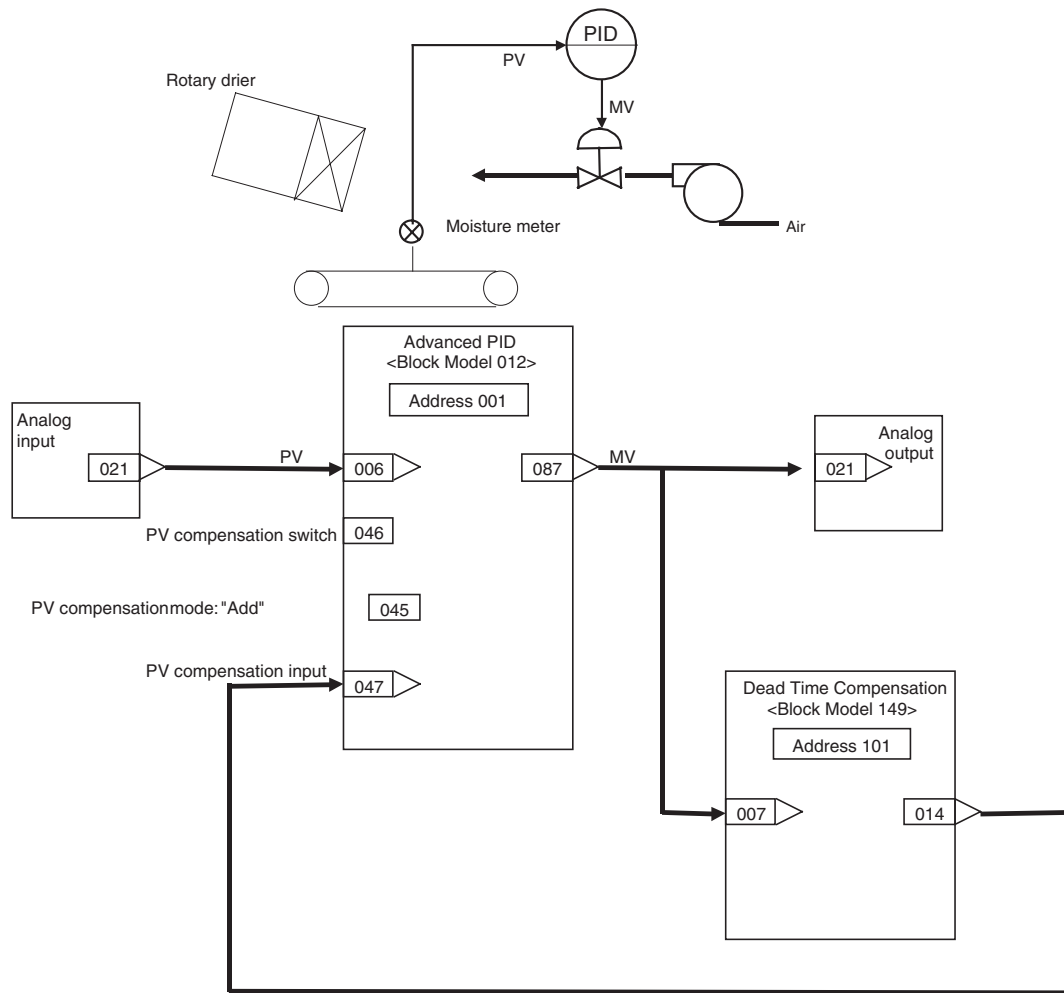 PID
PV
Rotary drier
MV
Moisture meter
Air
Advanced PID
<Block Model 012>
Address 001
Analog
input
021
PV
006
087
MV
Analog
output
021
PV compensation switch
046
PV compensationmode: "Add"
045
PV compensation input
047
Dead Time Compensation
<Block Model 149>
Address 101
007
014